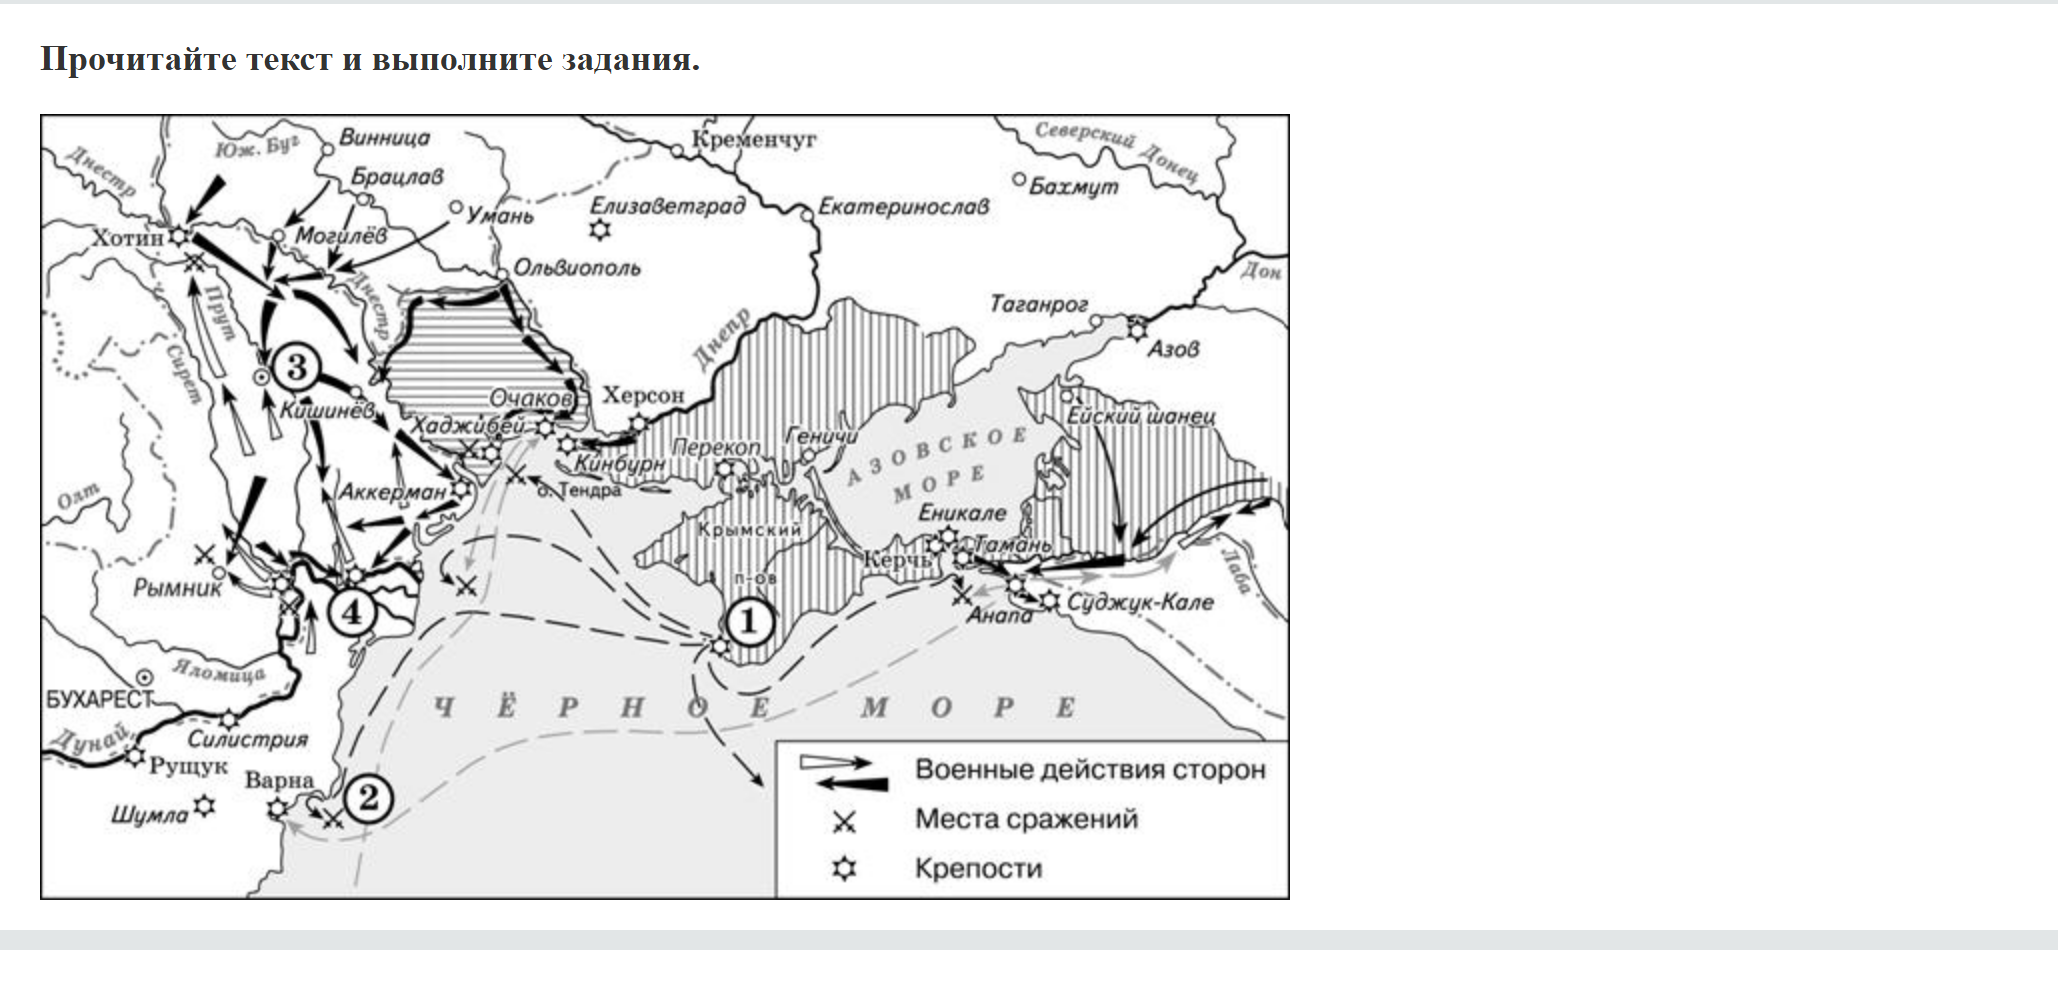 Прочитайте текст и выполните задания.
Днестр
Юж. Буг
Винница
Кременчуг
Северский Донец
Брацлав
Бахмут
Умань
Елизаветград
Екатеринослав
Хотин
Могилёв
Ольвиополь
Дон
Днестр
Прут
Таганрог
Днепр
Азов
Сирет
3
Кишинёв
Очаков
Херсон
Ейский шанец
Хаджибей
Перекоп
Геничи
АЗОВСКОЕ
МОРЕ
Кинбурн
о. Тендра
Олт
Аккерман
Крымский
п-ов
Еникале
Керчь
Тамань
Лаба
Рымник
4
1
Анапа
Суджук-Кале
Яломица
БУХАРЕСТ
ЧЁРНОЕ МОРЕ
Дунай
Силистрия
Рущук
Варна
2
Шумла
Военные действия сторон
Места сражений
Крепости